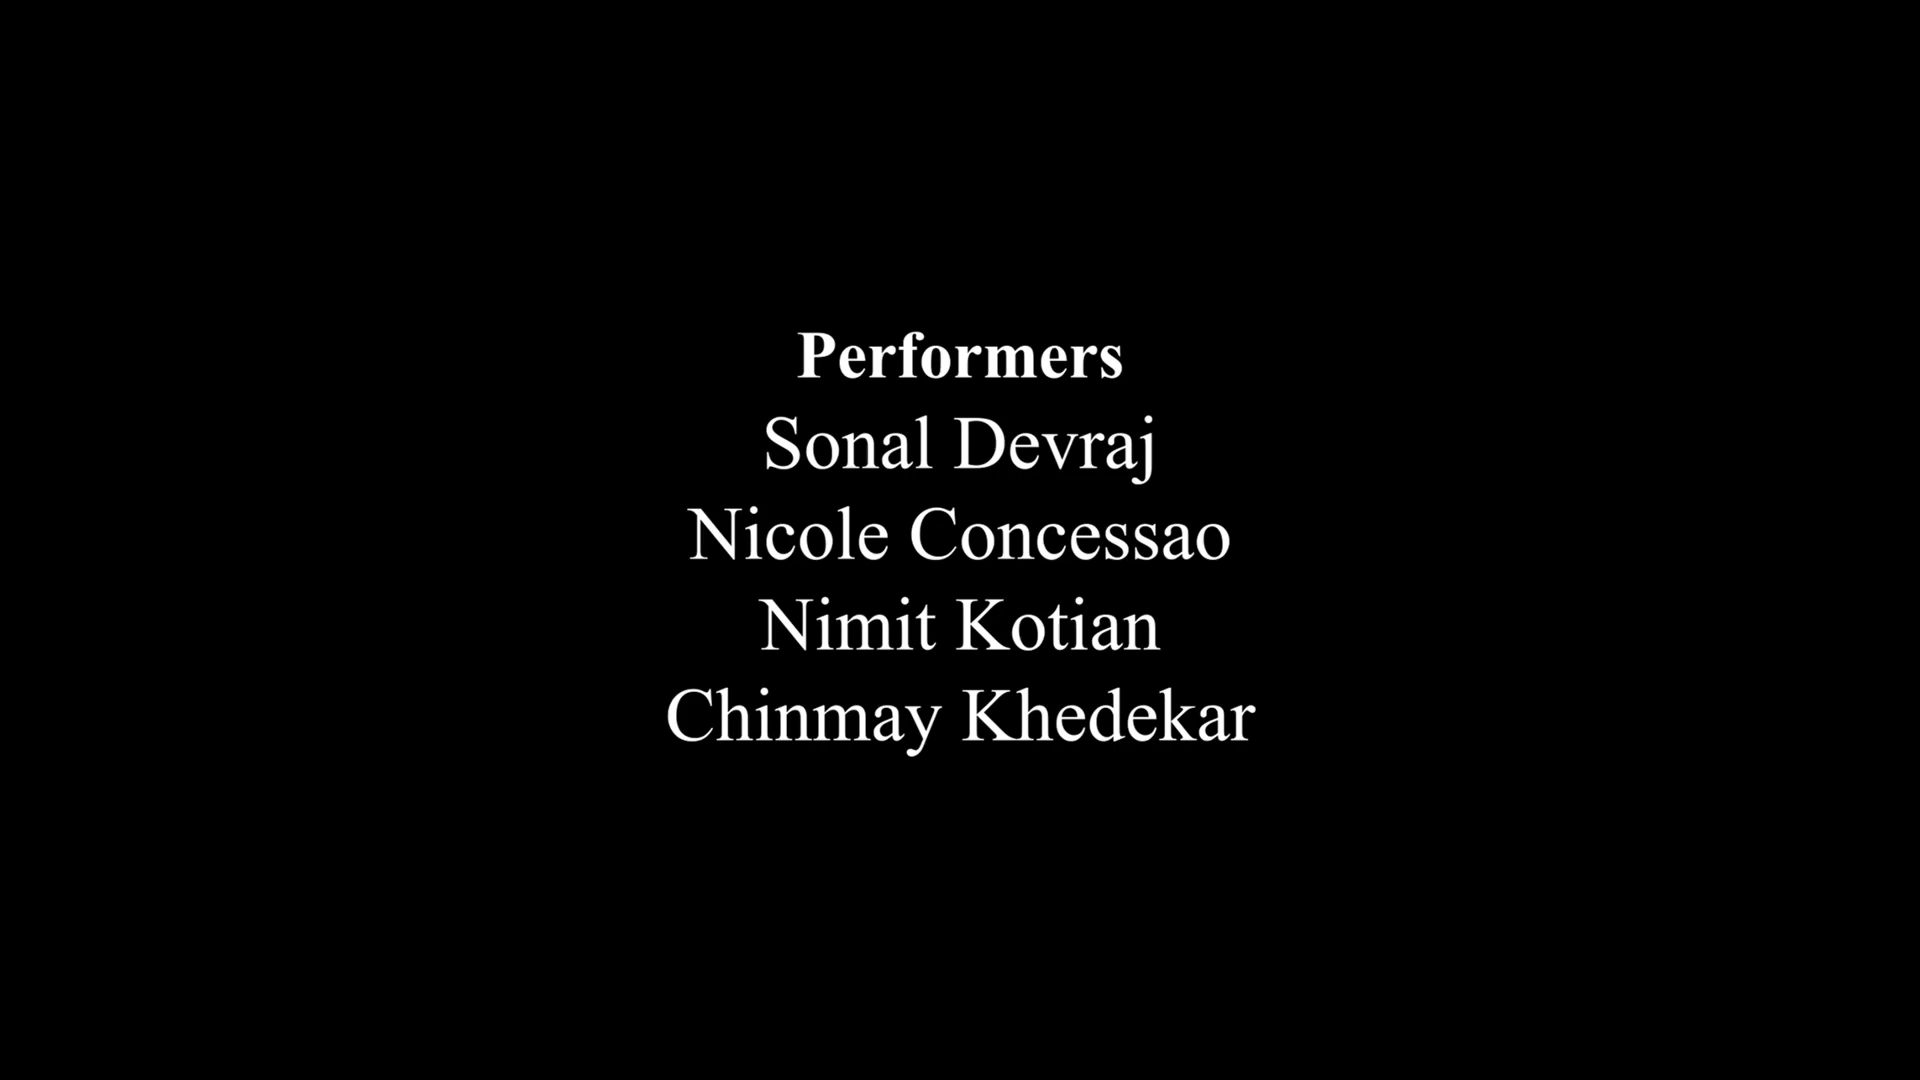 Performers
Sonal Devraj
Nicole Concessao
Nimit Kotian
Chinmay Khedekar